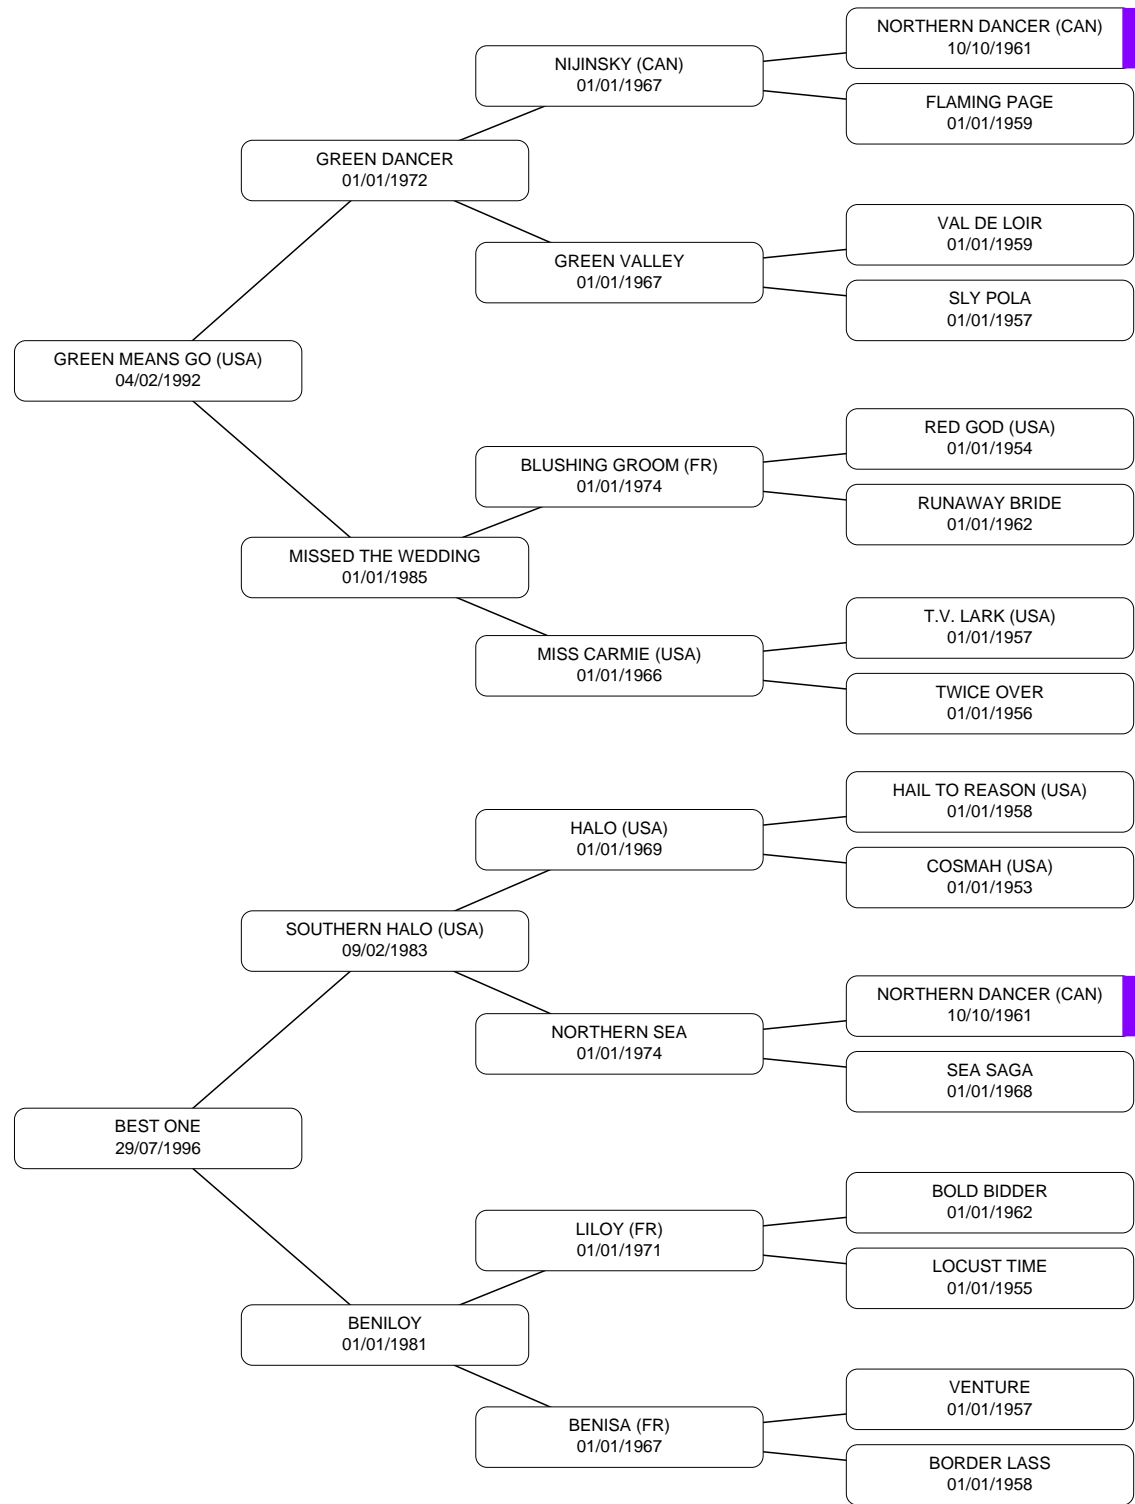 NORTHERN DANCER (CAN)
10/10/1961
NIJINSKY (CAN)
01/01/1967
FLAMING PAGE
01/01/1959
GREEN DANCER
01/01/1972
VAL DE LOIR
01/01/1959
GREEN VALLEY
01/01/1967
SLY POLA
01/01/1957
GREEN MEANS GO (USA)
04/02/1992
RED GOD (USA)
01/01/1954
BLUSHING GROOM (FR)
01/01/1974
RUNAWAY BRIDE
01/01/1962
MISSED THE WEDDING
01/01/1985
T.V. LARK (USA)
01/01/1957
MISS CARMIE (USA)
01/01/1966
TWICE OVER
01/01/1956
HAIL TO REASON (USA)
01/01/1958
HALO (USA)
01/01/1969
COSMAH (USA)
01/01/1953
SOUTHERN HALO (USA)
09/02/1983
NORTHERN DANCER (CAN)
10/10/1961
NORTHERN SEA
01/01/1974
SEA SAGA
01/01/1968
BEST ONE
29/07/1996
BOLD BIDDER
01/01/1962
LILOY (FR)
01/01/1971
LOCUST TIME
01/01/1955
BENILOY
01/01/1981
VENTURE
01/01/1957
BENISA (FR)
01/01/1967
BORDER LASS
01/01/1958